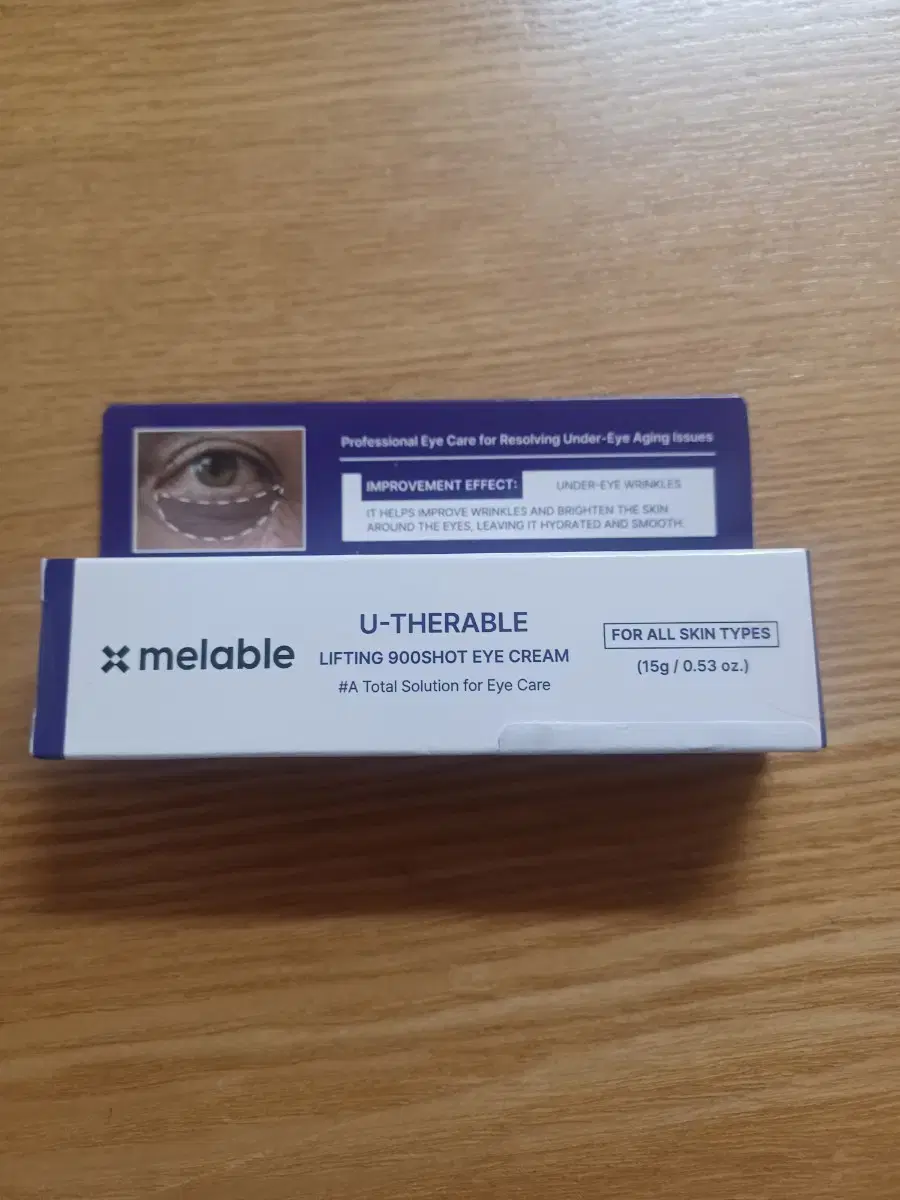 Professional Eye Care for Resolving Under-Eye Aging Issues
IMPROVEMENT EFFECT: UNDER-EYE WRINKLES
IT HELPS IMPROVE WRINKLES AND BRIGHTEN THE SKIN
AROUND THE EYES, LEAVING IT HYDRATED AND SMOOTH.
melable
U-THERABLE
LIFTING 900SHOT EYE CREAM
#A Total Solution for Eye Care
FOR ALL SKIN TYPES
(15g / 0.53 oz.)